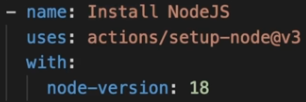 - name: Install NodeJS
  uses: actions/setup-node@v3
  with:
    node-version: 18